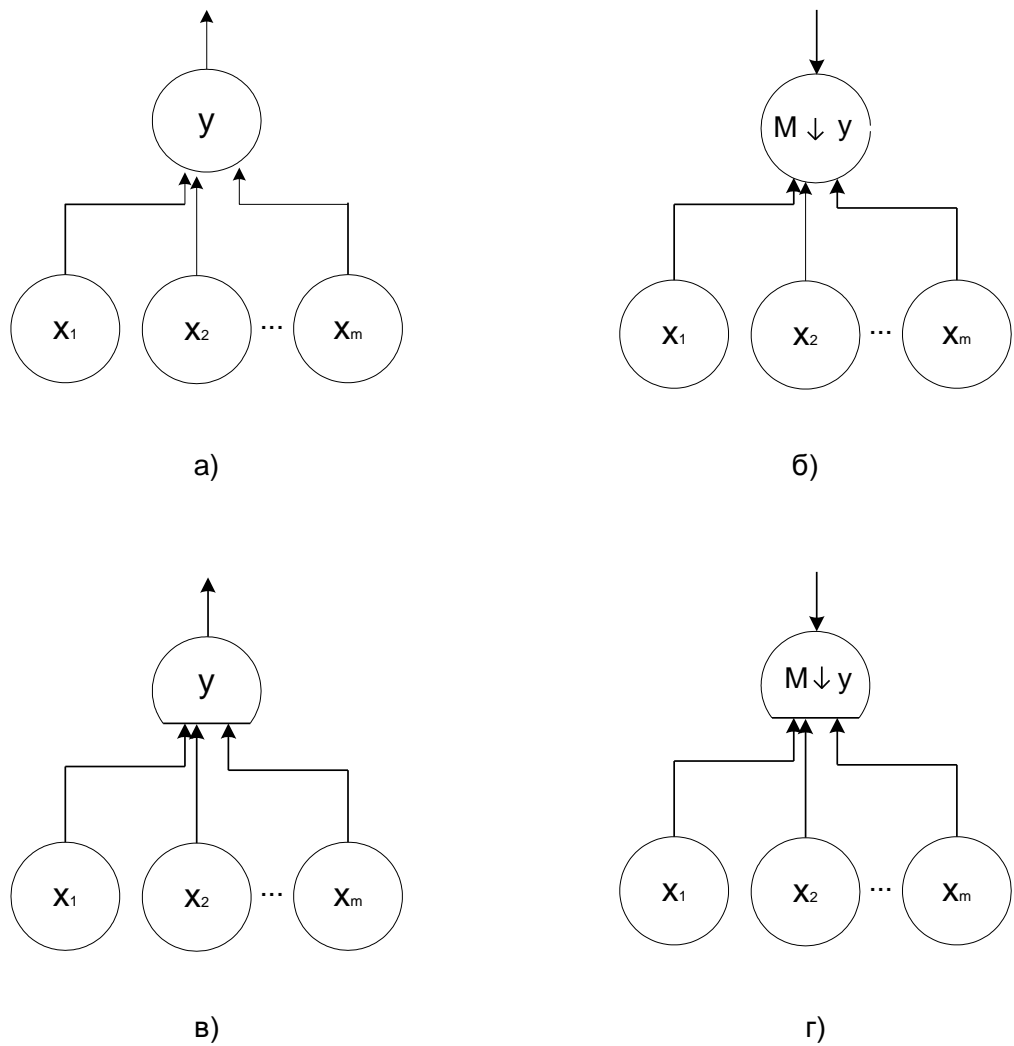 y
M ↓ y
x₁ x₂ ... xₘ
x₁ x₂ ... xₘ
а)
б)
y
M ↓ y
x₁ x₂ ... xₘ
x₁ x₂ ... xₘ
в)
г)